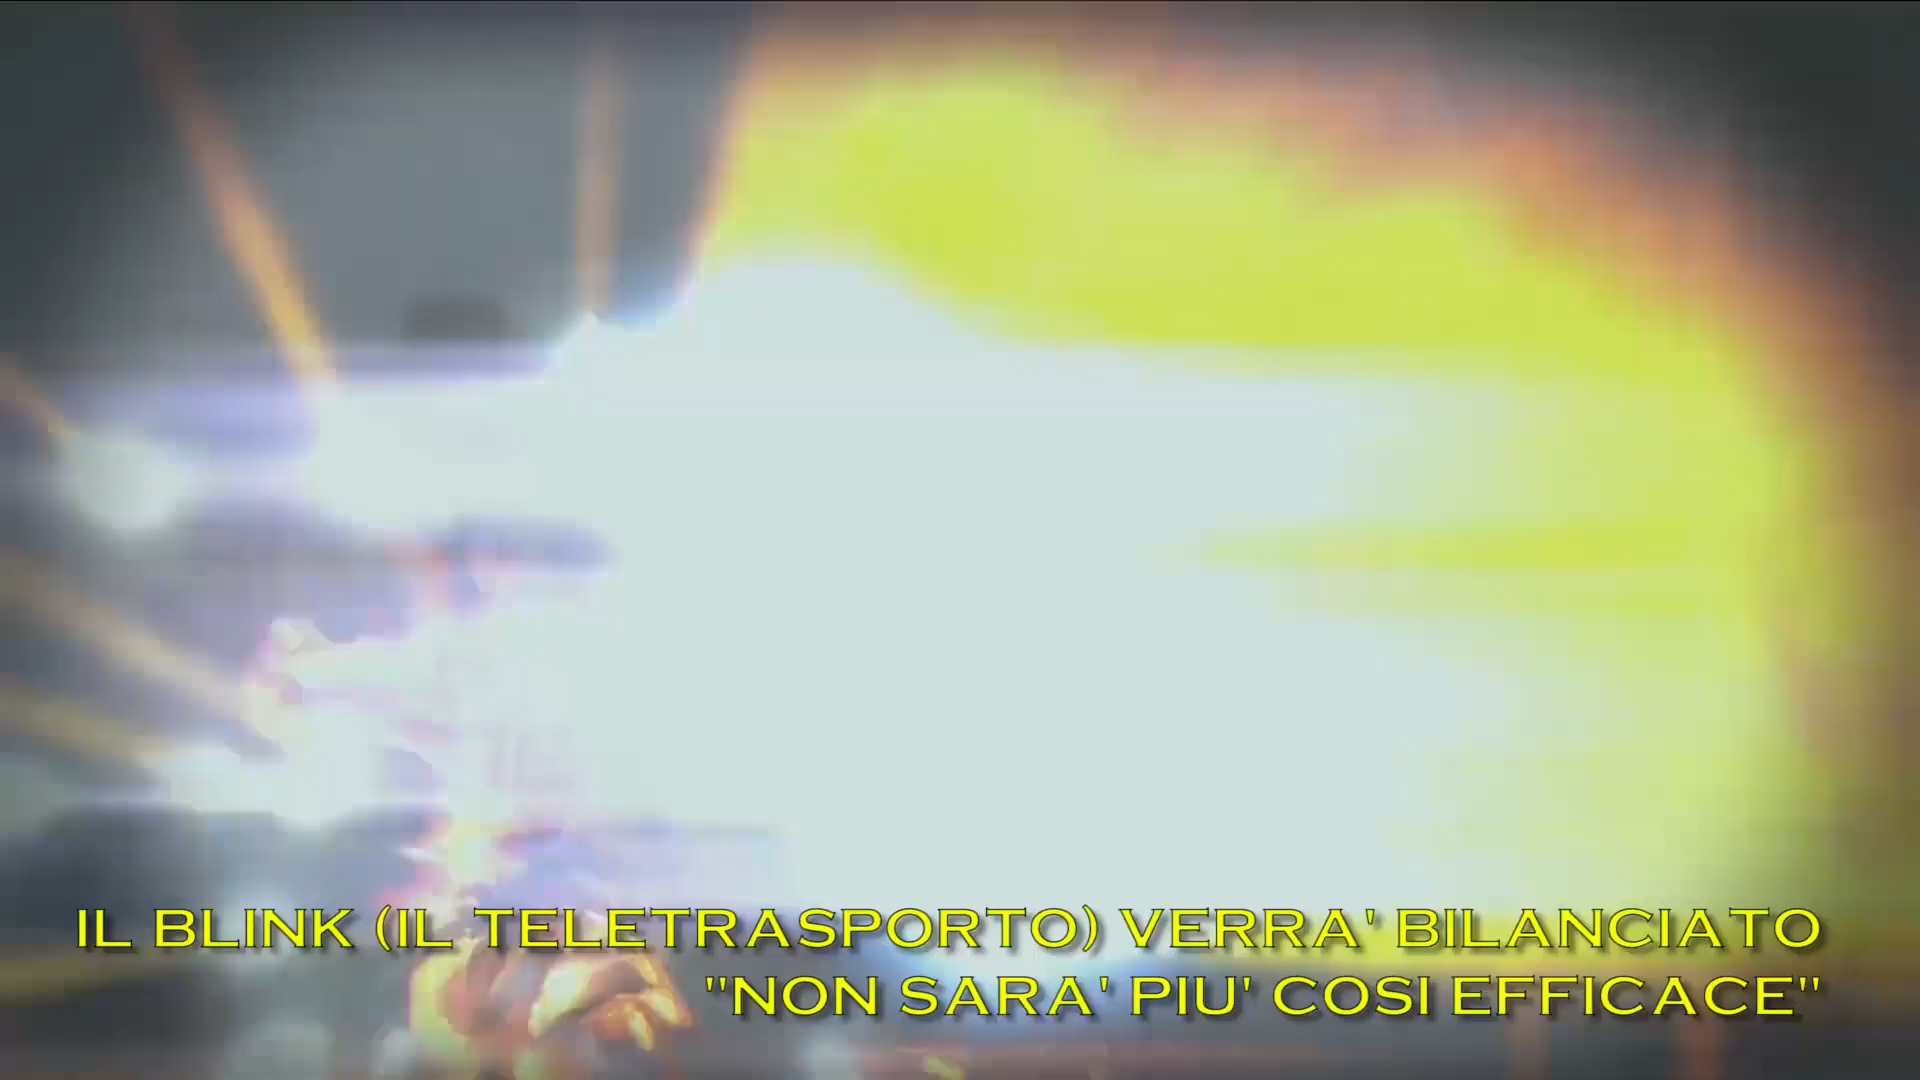 IL BLINK (IL TELETRASPORTO) VERRA' BILANCIATO
"NON SARA' PIU' COSI EFFICACE"